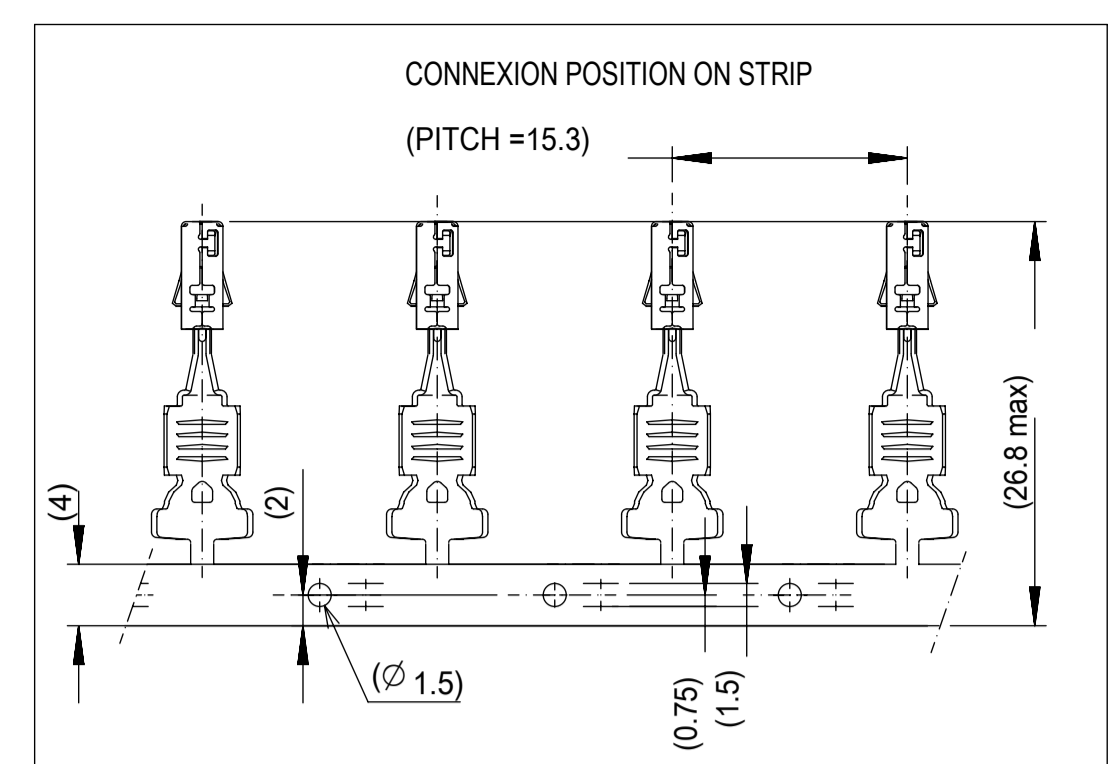 CONNEXION POSITION ON STRIP
(PITCH =15.3)
(26.8 max)
(4)
(2)
(∅ 1.5)
(0.75)
(1.5)